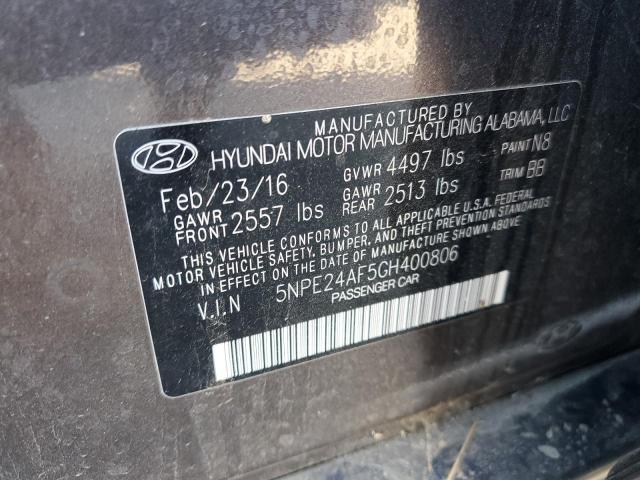 MANUFACTURED BY
HYUNDAI MOTOR MANUFACTURING ALABAMA, LLC
Feb/23/16 GVWR 4497 lbs PAINT N8
GAWR FRONT 2557 lbs GAWR REAR 2513 lbs TRIM BB
THIS VEHICLE CONFORMS TO ALL APPLICABLE U.S.A. FEDERAL
MOTOR VEHICLE SAFETY, BUMPER, AND THEFT PREVENTION STANDARDS
IN EFFECT ON THE DATE OF MANUFACTURE SHOWN ABOVE
V.I.N 5NPE24AF5GH400806
PASSENGER CAR